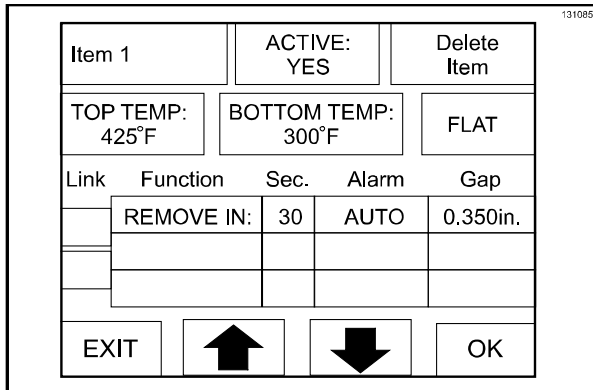 131085
Item 1
ACTIVE:
YES
Delete
Item
TOP TEMP:
425°F
BOTTOM TEMP:
300°F
FLAT
Link Function Sec. Alarm Gap
REMOVE IN: 30 AUTO 0.350in.
EXIT
OK